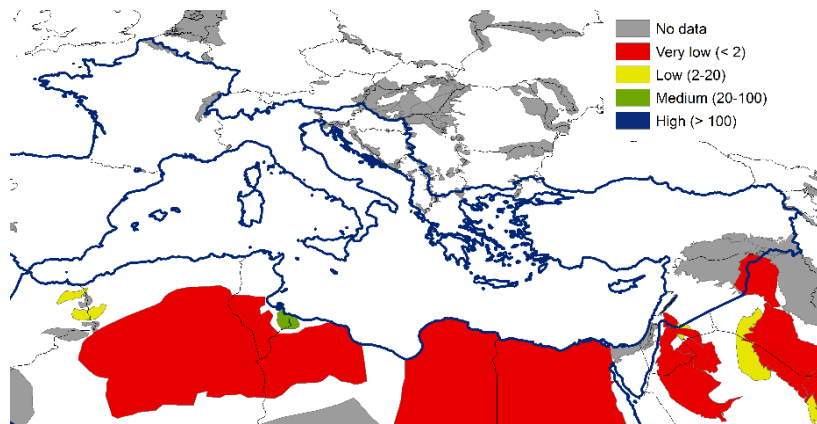 No data
Very low (< 2)
Low (2-20)
Medium (20-100)
High (> 100)